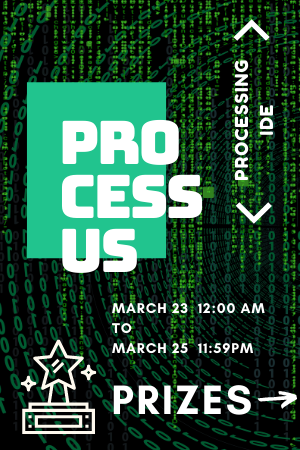 PROCESSING
IDE
PRO
CESS
US
MARCH 23 12:00 AM
TO
MARCH 25 11:59PM
PRIZES